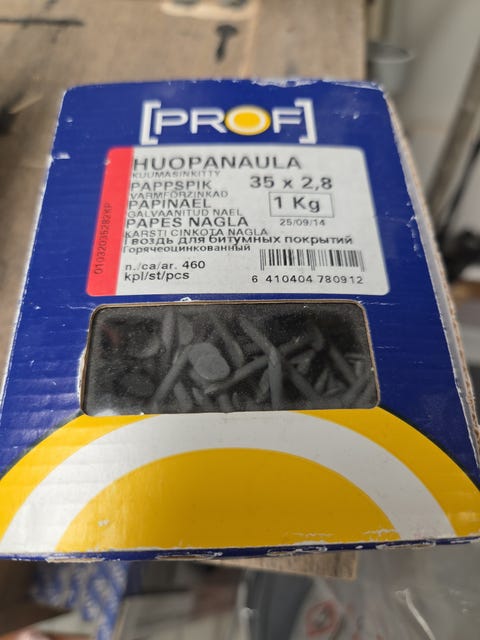 [PROF]
HUOPANAULA
KUUMASINKITTY
PAPPSPIK
VARMFÖRZINKAD
PAPINAEL
GALVAANITUD NAEL
PAPES NAGLA
KARSTI CINKOTA NAGLA
Гвоздь для битумных покрытий
Горячеоцинкованный
35 x 2,8
1 Kg
25/09/14
n./ca/ar. 460
kpl/st/pcs
6 410404 780912